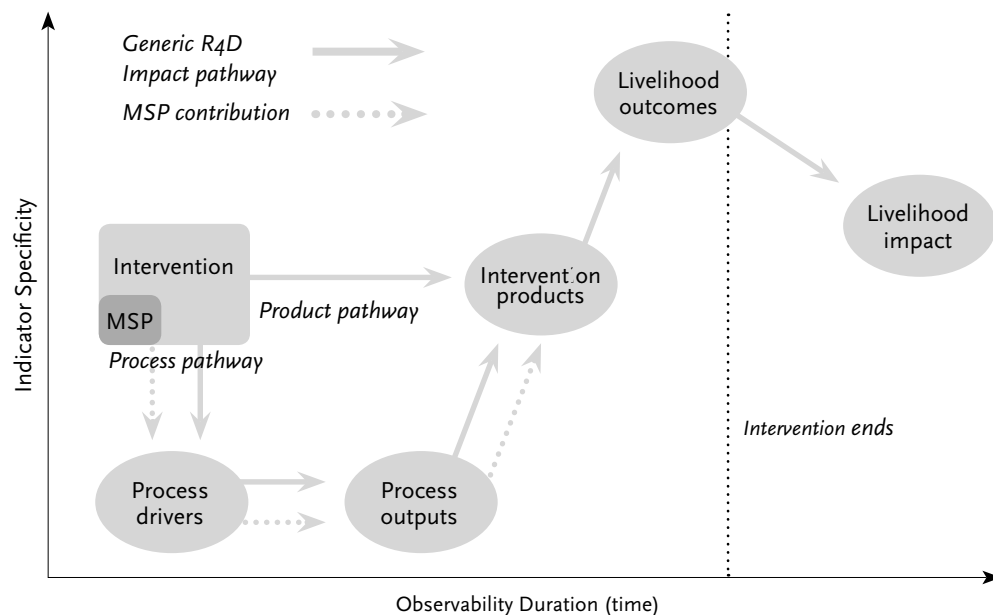 Generic R4D
Impact pathway
MSP contribution
Livelihood
outcomes
Livelihood
impact
Intervention
MSP
Product pathway
Process pathway
Intervention
products
Intervention ends
Process
drivers
Process
outputs
Indicator Specificity
Observability Duration (time)